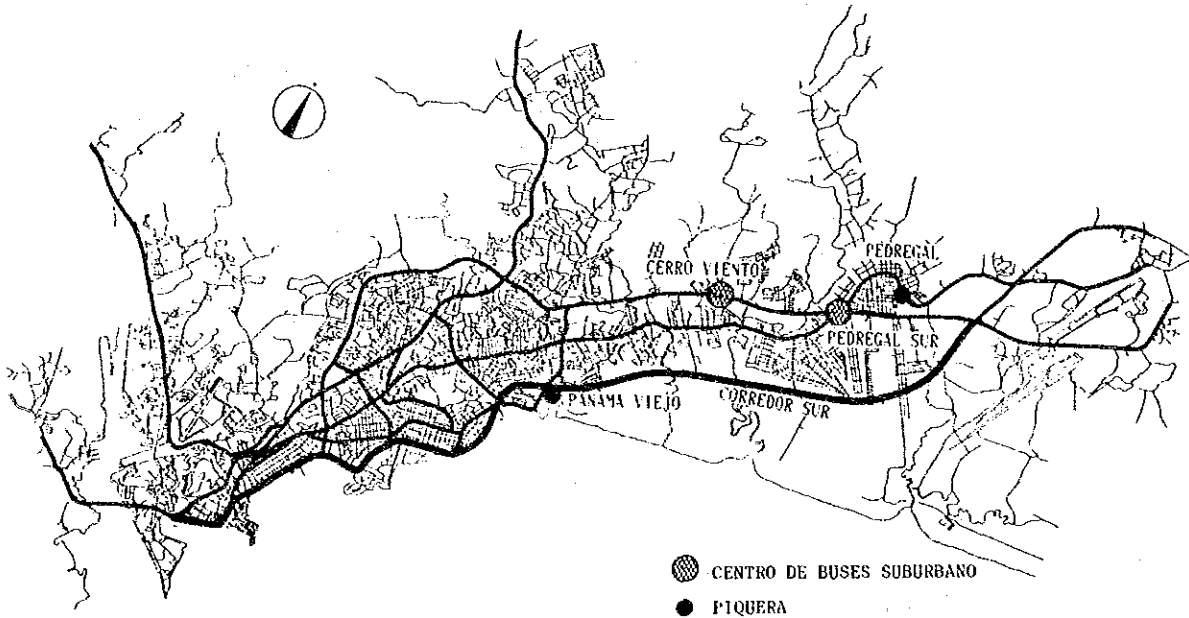 PEDREGAL
CERRO VIENTO
PEDREGAL SUR
PANAMA VIEJO
CORREDOR SUR
CENTRO DE BUSES SUBURBANO
PIQUERA